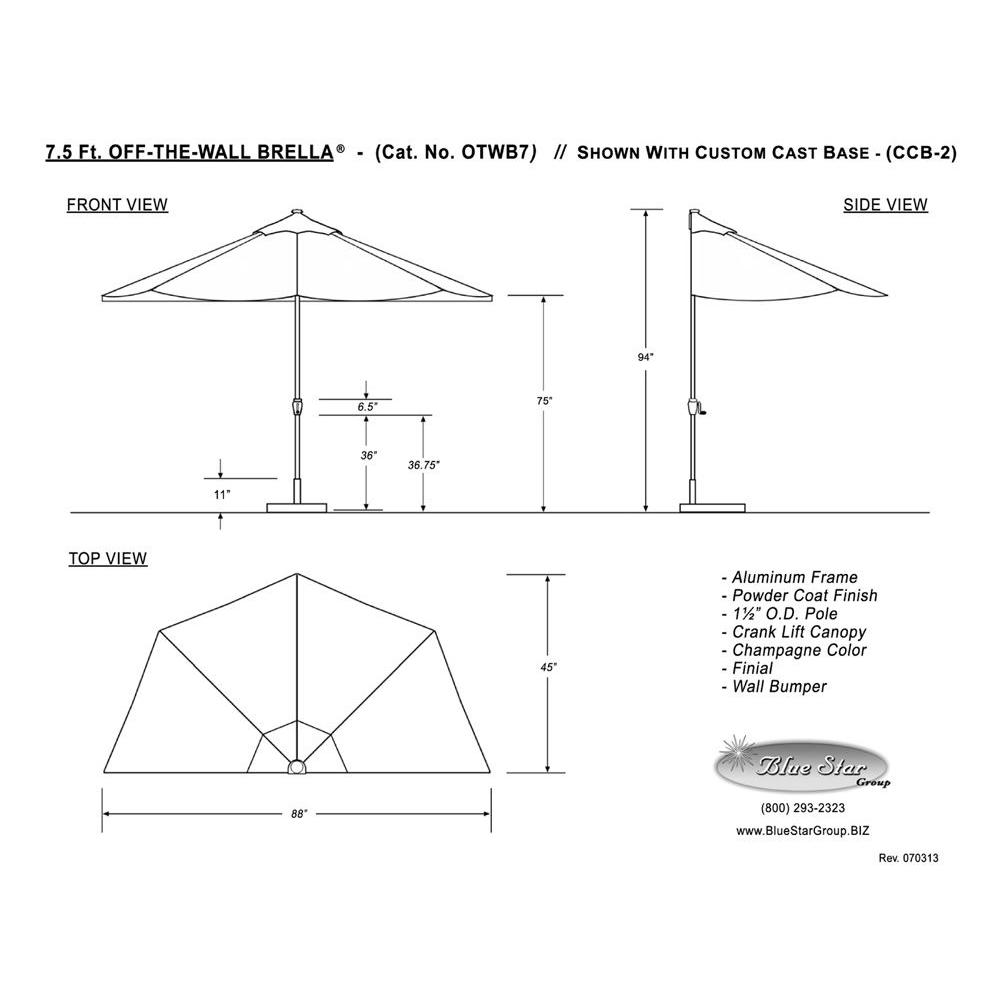 7.5 Ft. OFF-THE-WALL BRELLA® - (Cat. No. OTWB7) // SHOWN WITH CUSTOM CAST BASE - (CCB-2)
FRONT VIEW
SIDE VIEW
94"
75"
6.5"
36"
36.75"
11"
TOP VIEW
45"
88"
- Aluminum Frame
- Powder Coat Finish
- 1½" O.D. Pole
- Crank Lift Canopy
- Champagne Color
- Finial
- Wall Bumper
Blue Star
Group
(800) 293-2323
www.BlueStarGroup.BIZ
Rev. 070313